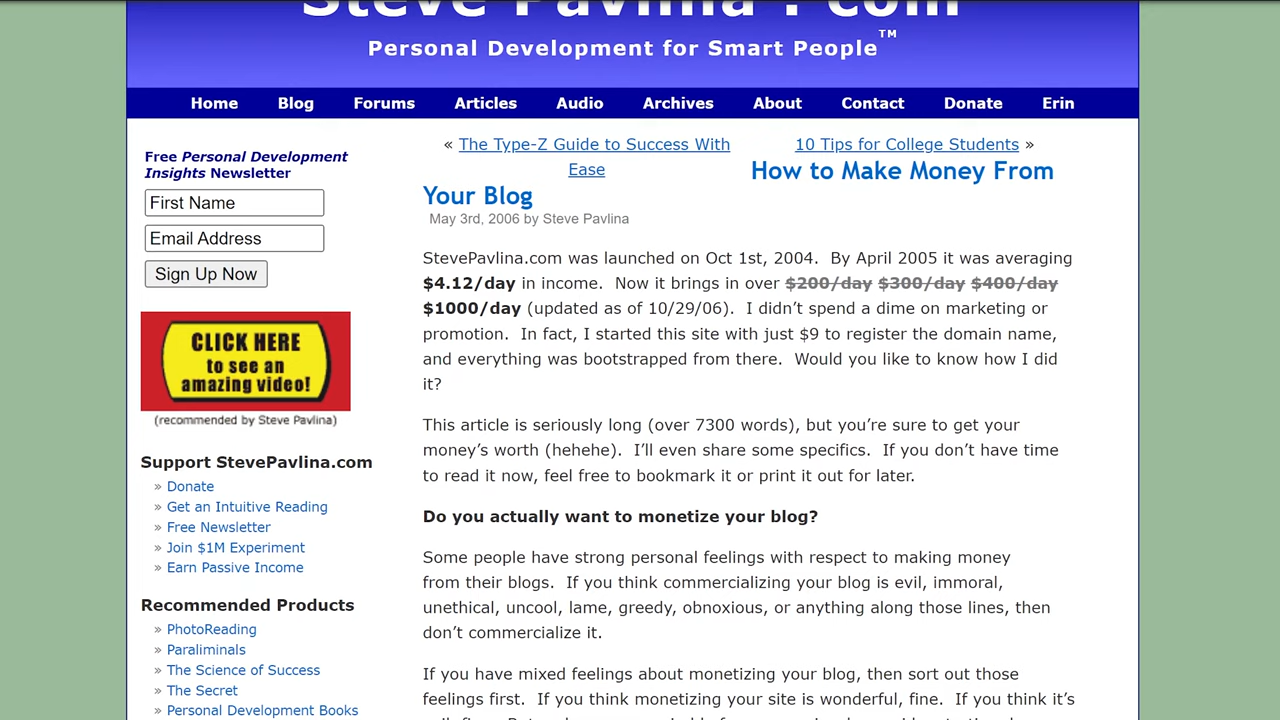 Steve Pavlina . com
Personal Development for Smart People™
Home Blog Forums Articles Audio Archives About Contact Donate Erin
Free Personal Development
Insights Newsletter
First Name
Email Address
Sign Up Now
CLICK HERE
to see an
amazing video!
(recommended by Steve Pavlina)
Support StevePavlina.com
» Donate
» Get an Intuitive Reading
» Free Newsletter
» Join $1M Experiment
» Earn Passive Income
Recommended Products
» PhotoReading
» Paraliminals
» The Science of Success
» The Secret
» Personal Development Books
« The Type-Z Guide to Success With
Ease
10 Tips for College Students »
How to Make Money From
Your Blog
May 3rd, 2006 by Steve Pavlina
StevePavlina.com was launched on Oct 1st, 2004. By April 2005 it was averaging
$4.12/day in income. Now it brings in over $200/day $300/day $400/day
$1000/day (updated as of 10/29/06). I didn’t spend a dime on marketing or
promotion. In fact, I started this site with just $9 to register the domain name,
and everything was bootstrapped from there. Would you like to know how I did
it?
This article is seriously long (over 7300 words), but you’re sure to get your
money’s worth (hehehe). I’ll even share some specifics. If you don’t have time
to read it now, feel free to bookmark it or print it out for later.
Do you actually want to monetize your blog?
Some people have strong personal feelings with respect to making money
from their blogs. If you think commercializing your blog is evil, immoral,
unethical, uncool, lame, greedy, obnoxious, or anything along those lines, then
don’t commercialize it.
If you have mixed feelings about monetizing your blog, then sort out those
feelings first. If you think monetizing your site is wonderful, fine. If you think it’s